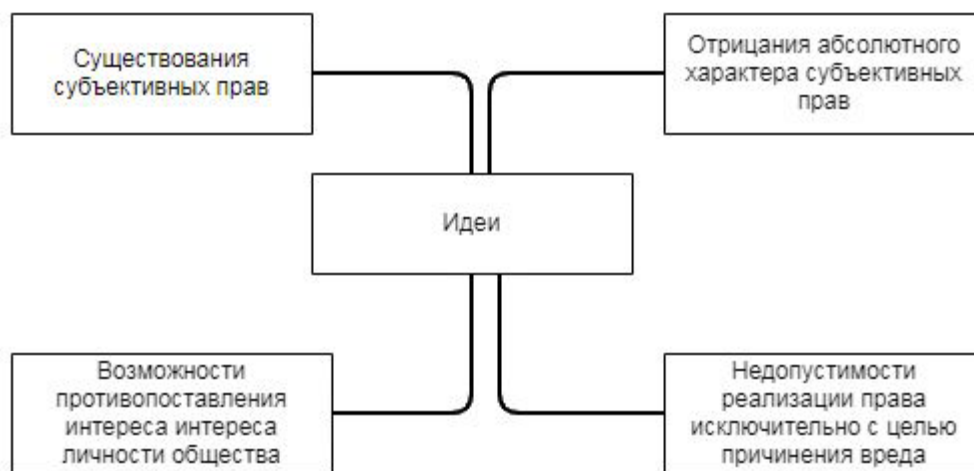 Существования
субъективных прав
Отрицания абсолютного
характера субъективных
прав
Идеи
Возможности
противопоставления
интереса интереса
личности общества
Недопустимости
реализации права
исключительно с целью
причинения вреда